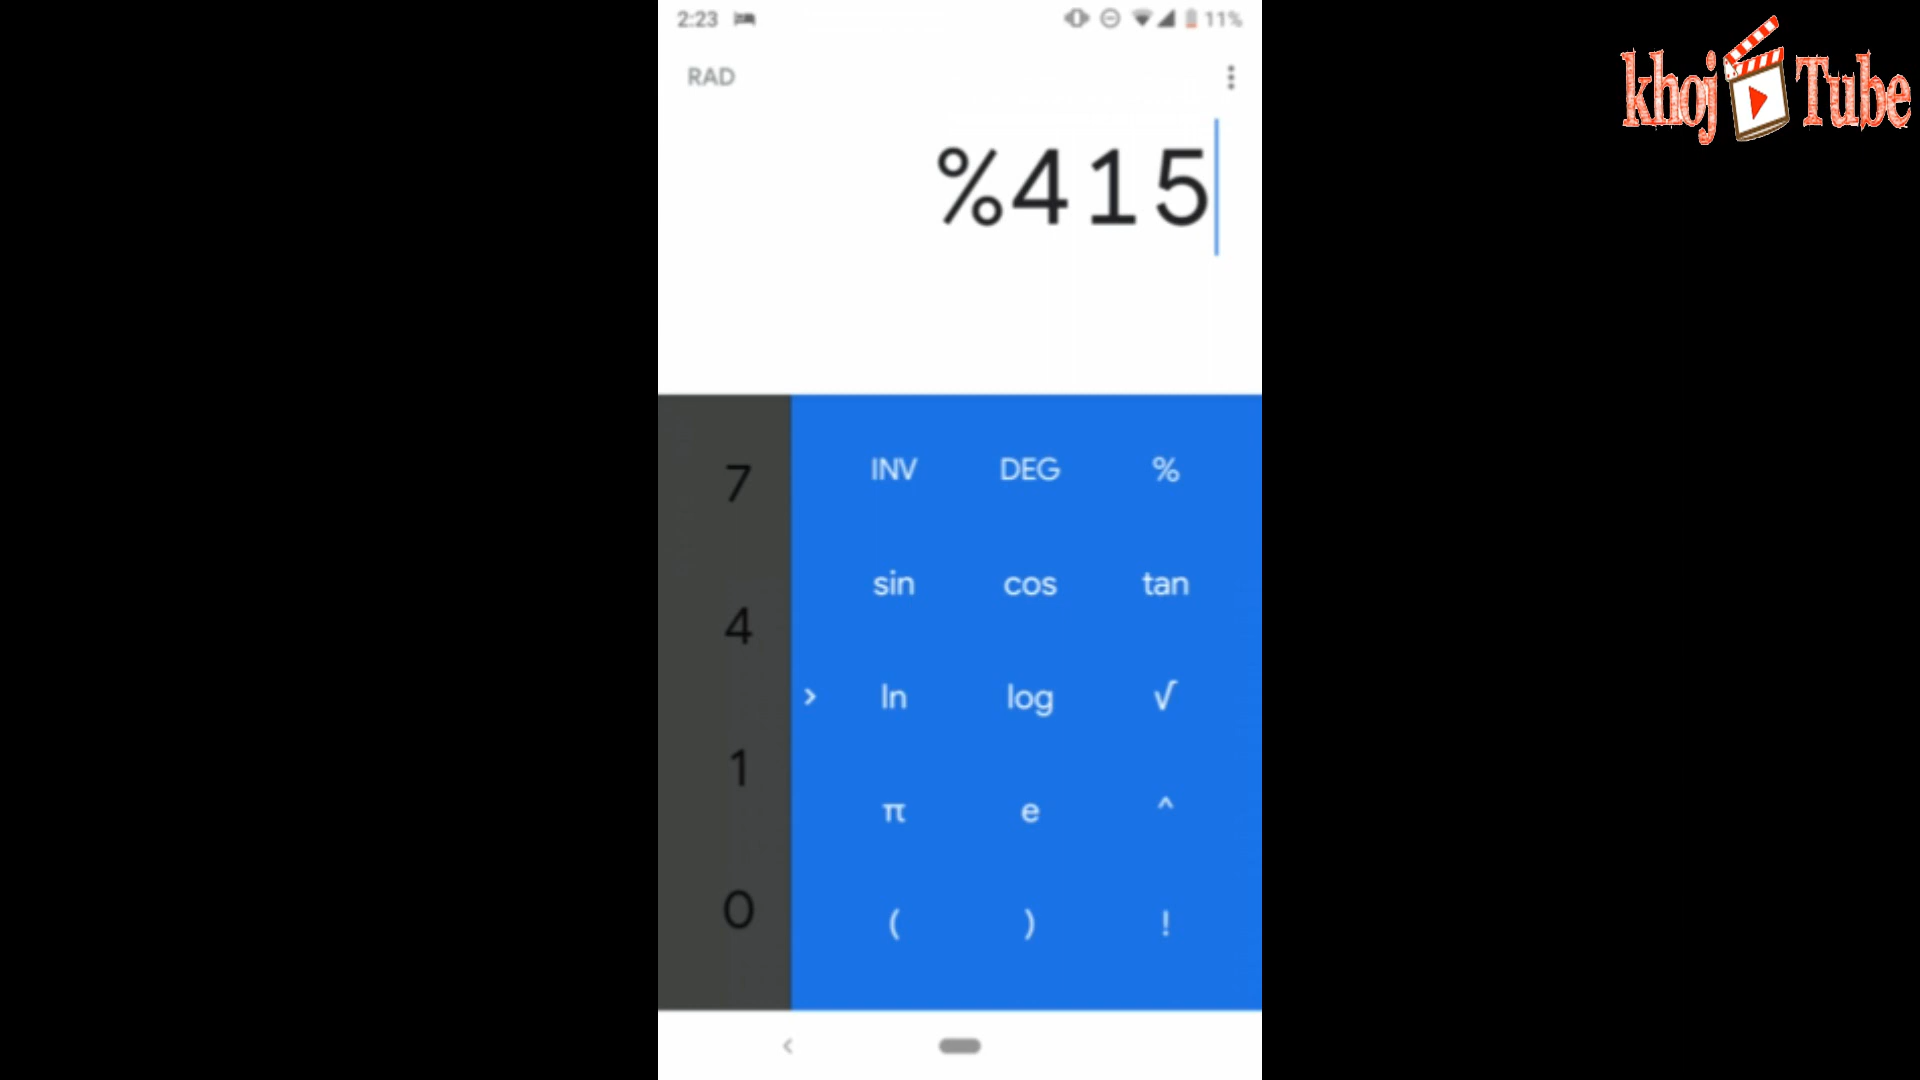 2:23 11%
khoj Tube
RAD
%415
7 INV DEG %
sin cos tan
4
> ln log √
1
π e ^
0 ( ) !